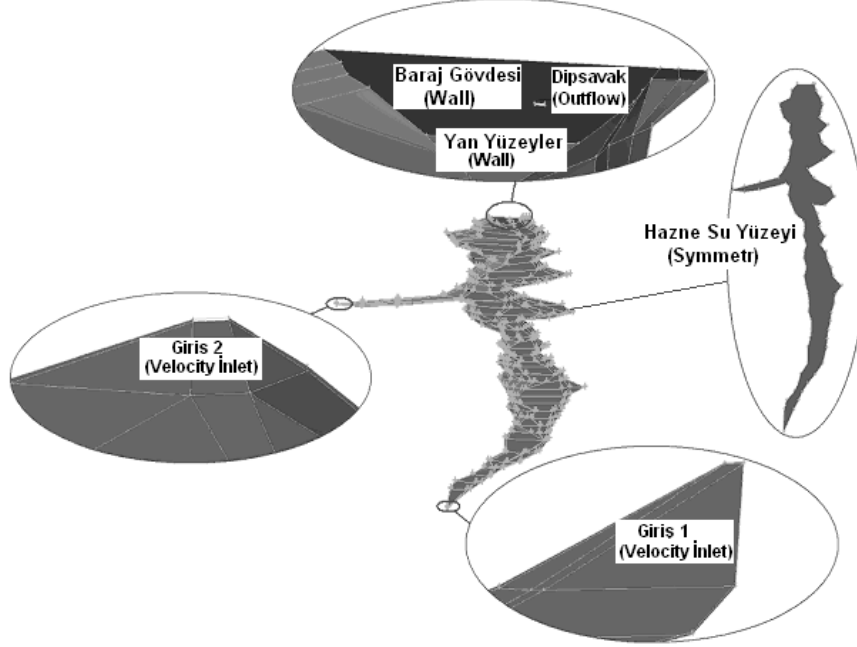 Baraj Gövdesi
(Wall)
Dipsavak
(Outflow)
Yan Yüzeyler
(Wall)
Hazne Su Yüzeyi
(Symmetr)
Giris 2
(Velocity İnlet)
Giriş 1
(Velocity İnlet)